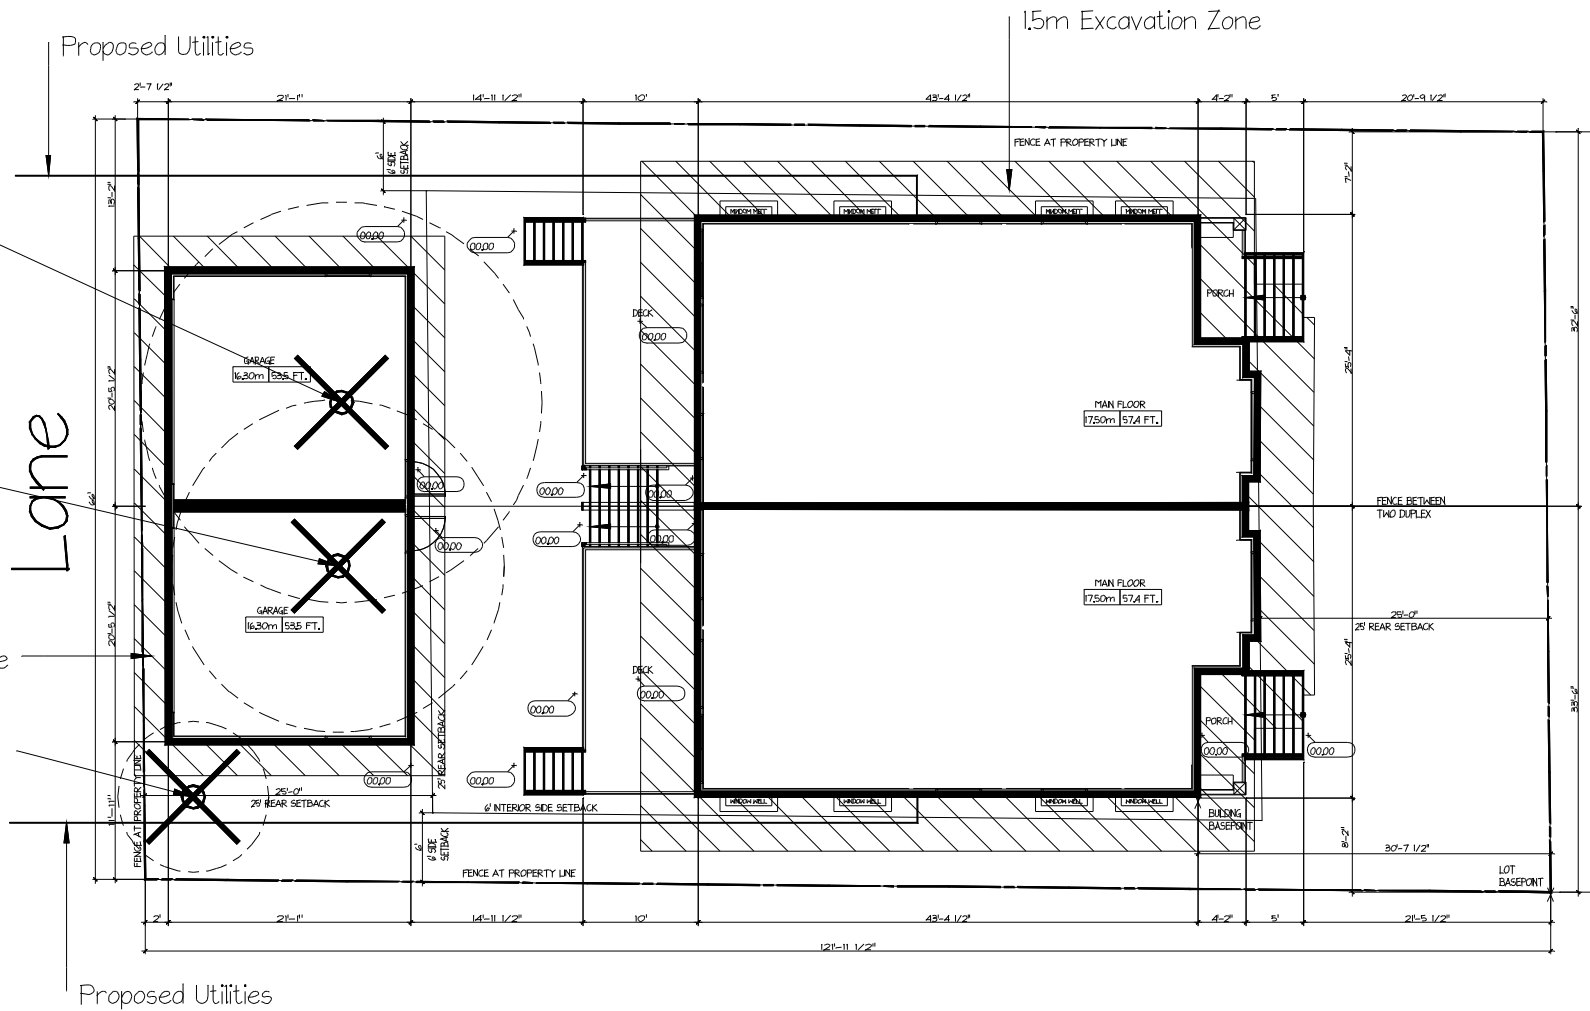 1.5m Excavation Zone
Proposed Utilities
2'-7 1/2"
21'-1"
14'-11 1/2"
10'
43'-4 1/2"
4'-2"
5'
20'-9 1/2"
FENCE AT PROPERTY LINE
6'
6' SIDE
SETBACK
13'-2"
7'-2"
WINDOW WELL
WINDOW WELL
WINDOW WELL
WINDOW WELL
00.00
00.00
PORCH
DECK
00.00
32'-6"
25'-4"
GARAGE
16.30m 53.5 FT.
20'-5 1/2"
MAIN FLOOR
17.50m 57.4 FT.
Lane
66'
00.00
00.00
00.00
FENCE BETWEEN
TWO DUPLEX
00.00
00.00
00.00
MAIN FLOOR
17.50m 57.4 FT.
GARAGE
16.30m 53.5 FT.
20'-5 1/2"
25'-0"
25' REAR SETBACK
25'-4"
e
DECK
00.00
00.00
33'-6"
PORCH
00.00
00.00
25' REAR SETBACK
00.00
00.00
FENCE AT PROPERTY LINE
25'-0"
25' REAR SETBACK
11'-11"
6' INTERIOR SIDE SETBACK
WINDOW WELL
WINDOW WELL
WINDOW WELL
WINDOW WELL
BUILDING
BASEPOINT
6'
6' SIDE
SETBACK
8'-2"
30'-7 1/2"
FENCE AT PROPERTY LINE
LOT
BASEPOINT
2'
21'-1"
14'-11 1/2"
10'
43'-4 1/2"
4'-2"
5'
21'-5 1/2"
121'-11 1/2"
Proposed Utilities